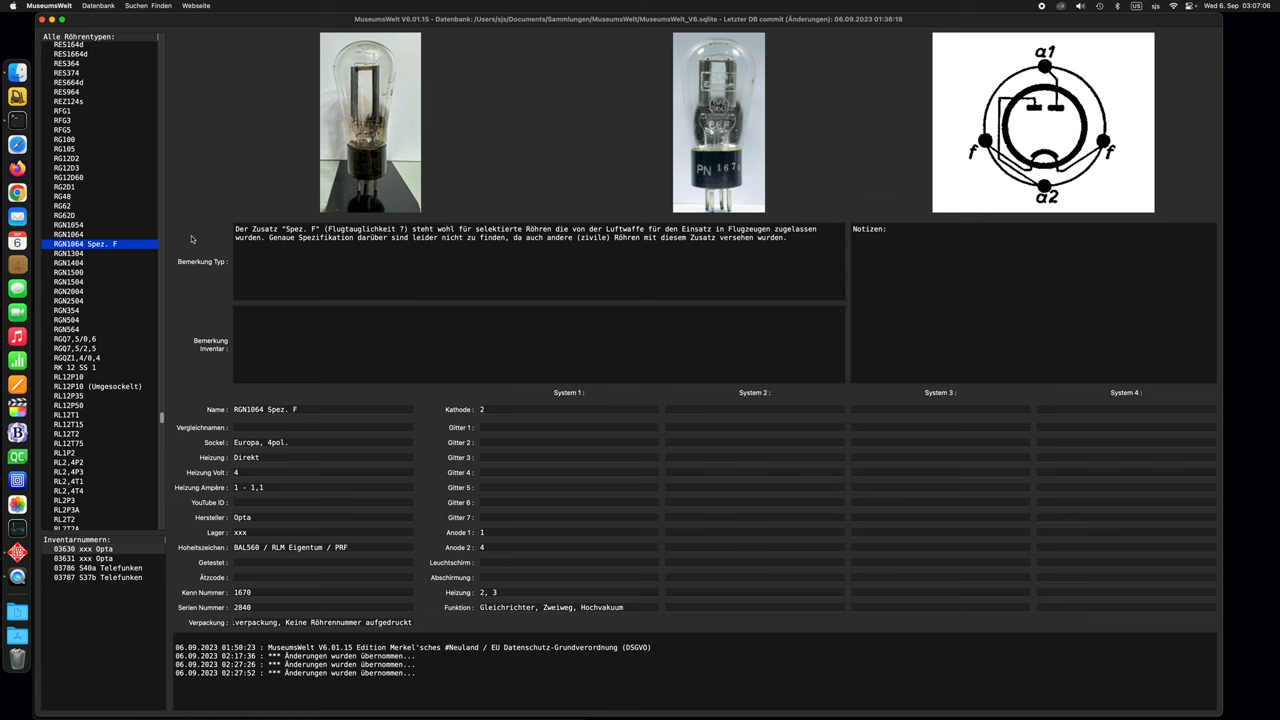 MuseumsWelt Datenbank Suchen Finden Webseite
US sjs Wed 6. Sep 03:07:06
MuseumsWelt V6.01.15 - Datenbank: /Users/sjs/Documents/Sammlungen/MuseumsWelt/MuseumsWelt_V6.sqlite - Letzter DB commit (Änderungen): 06.09.2023 01:36:18
Alle Röhrentypen:
RES164d
RES1664d
RES364
RES374
RES664d
RES964
REZ124s
RFG1
RFG3
RFG5
RG100
RG105
RG12D2
RG12D3
RG12D60
RG2D1
RG48
RG62
RG62D
RGN1054
RGN1064
RGN1064 Spez. F
RGN1304
RGN1404
RGN1500
RGN1504
RGN2004
RGN2504
RGN354
RGN504
RGN564
RGQ7,5/0,6
RGQ7,5/2,5
RGQZ1,4/0,4
RK 12 SS 1
RL12P10
RL12P10 (Umgesockelt)
RL12P35
RL12P50
RL12T1
RL12T15
RL12T2
RL12T75
RL1P2
RL2,4P2
RL2,4P3
RL2,4T1
RL2,4T4
RL2P3
RL2P3A
RL2T2
RL2T2A
Inventarnummern:
03630 xxx Opta
03631 xxx Opta
03786 S40a Telefunken
03787 S37b Telefunken
PN 1670
a1
f
f
a2
Bemerkung Typ :
Der Zusatz "Spez. F" (Flugtauglichkeit ?) steht wohl für selektierte Röhren die von der Luftwaffe für den Einsatz in Flugzeugen zugelassen
wurden. Genaue Spezifikation darüber sind leider nicht zu finden, da auch andere (zivile) Röhren mit diesem Zusatz versehen wurden.
Notizen:
Bemerkung
Inventar :
System 1 : System 2 : System 3 : System 4 :
Name : RGN1064 Spez. F Kathode : 2
Vergleichnamen : Gitter 1 :
Sockel : Europa, 4pol. Gitter 2 :
Heizung : Direkt Gitter 3 :
Heizung Volt : 4 Gitter 4 :
Heizung Ampère : 1 - 1,1 Gitter 5 :
YouTube ID : Gitter 6 :
Hersteller : Opta Gitter 7 :
Lager : xxx Anode 1 : 1
Hoheitszeichen : BAL560 / RLM Eigentum / PRF Anode 2 : 4
Getestet : Leuchtschirm :
Ätzcode : Abschirmung :
Kenn Nummer : 1670 Heizung : 2, 3
Serien Nummer : 2840 Funktion : Gleichrichter, Zweiweg, Hochvakuum
Verpackung : .verpackung, Keine Röhrennummer aufgedruckt
06.09.2023 01:50:23 : MuseumsWelt V6.01.15 Edition Merkel'sches #Neuland / EU Datenschutz-Grundverordnung (DSGVO)
06.09.2023 02:17:36 : *** Änderungen wurden übernommen...
06.09.2023 02:27:26 : *** Änderungen wurden übernommen...
06.09.2023 02:27:52 : *** Änderungen wurden übernommen...